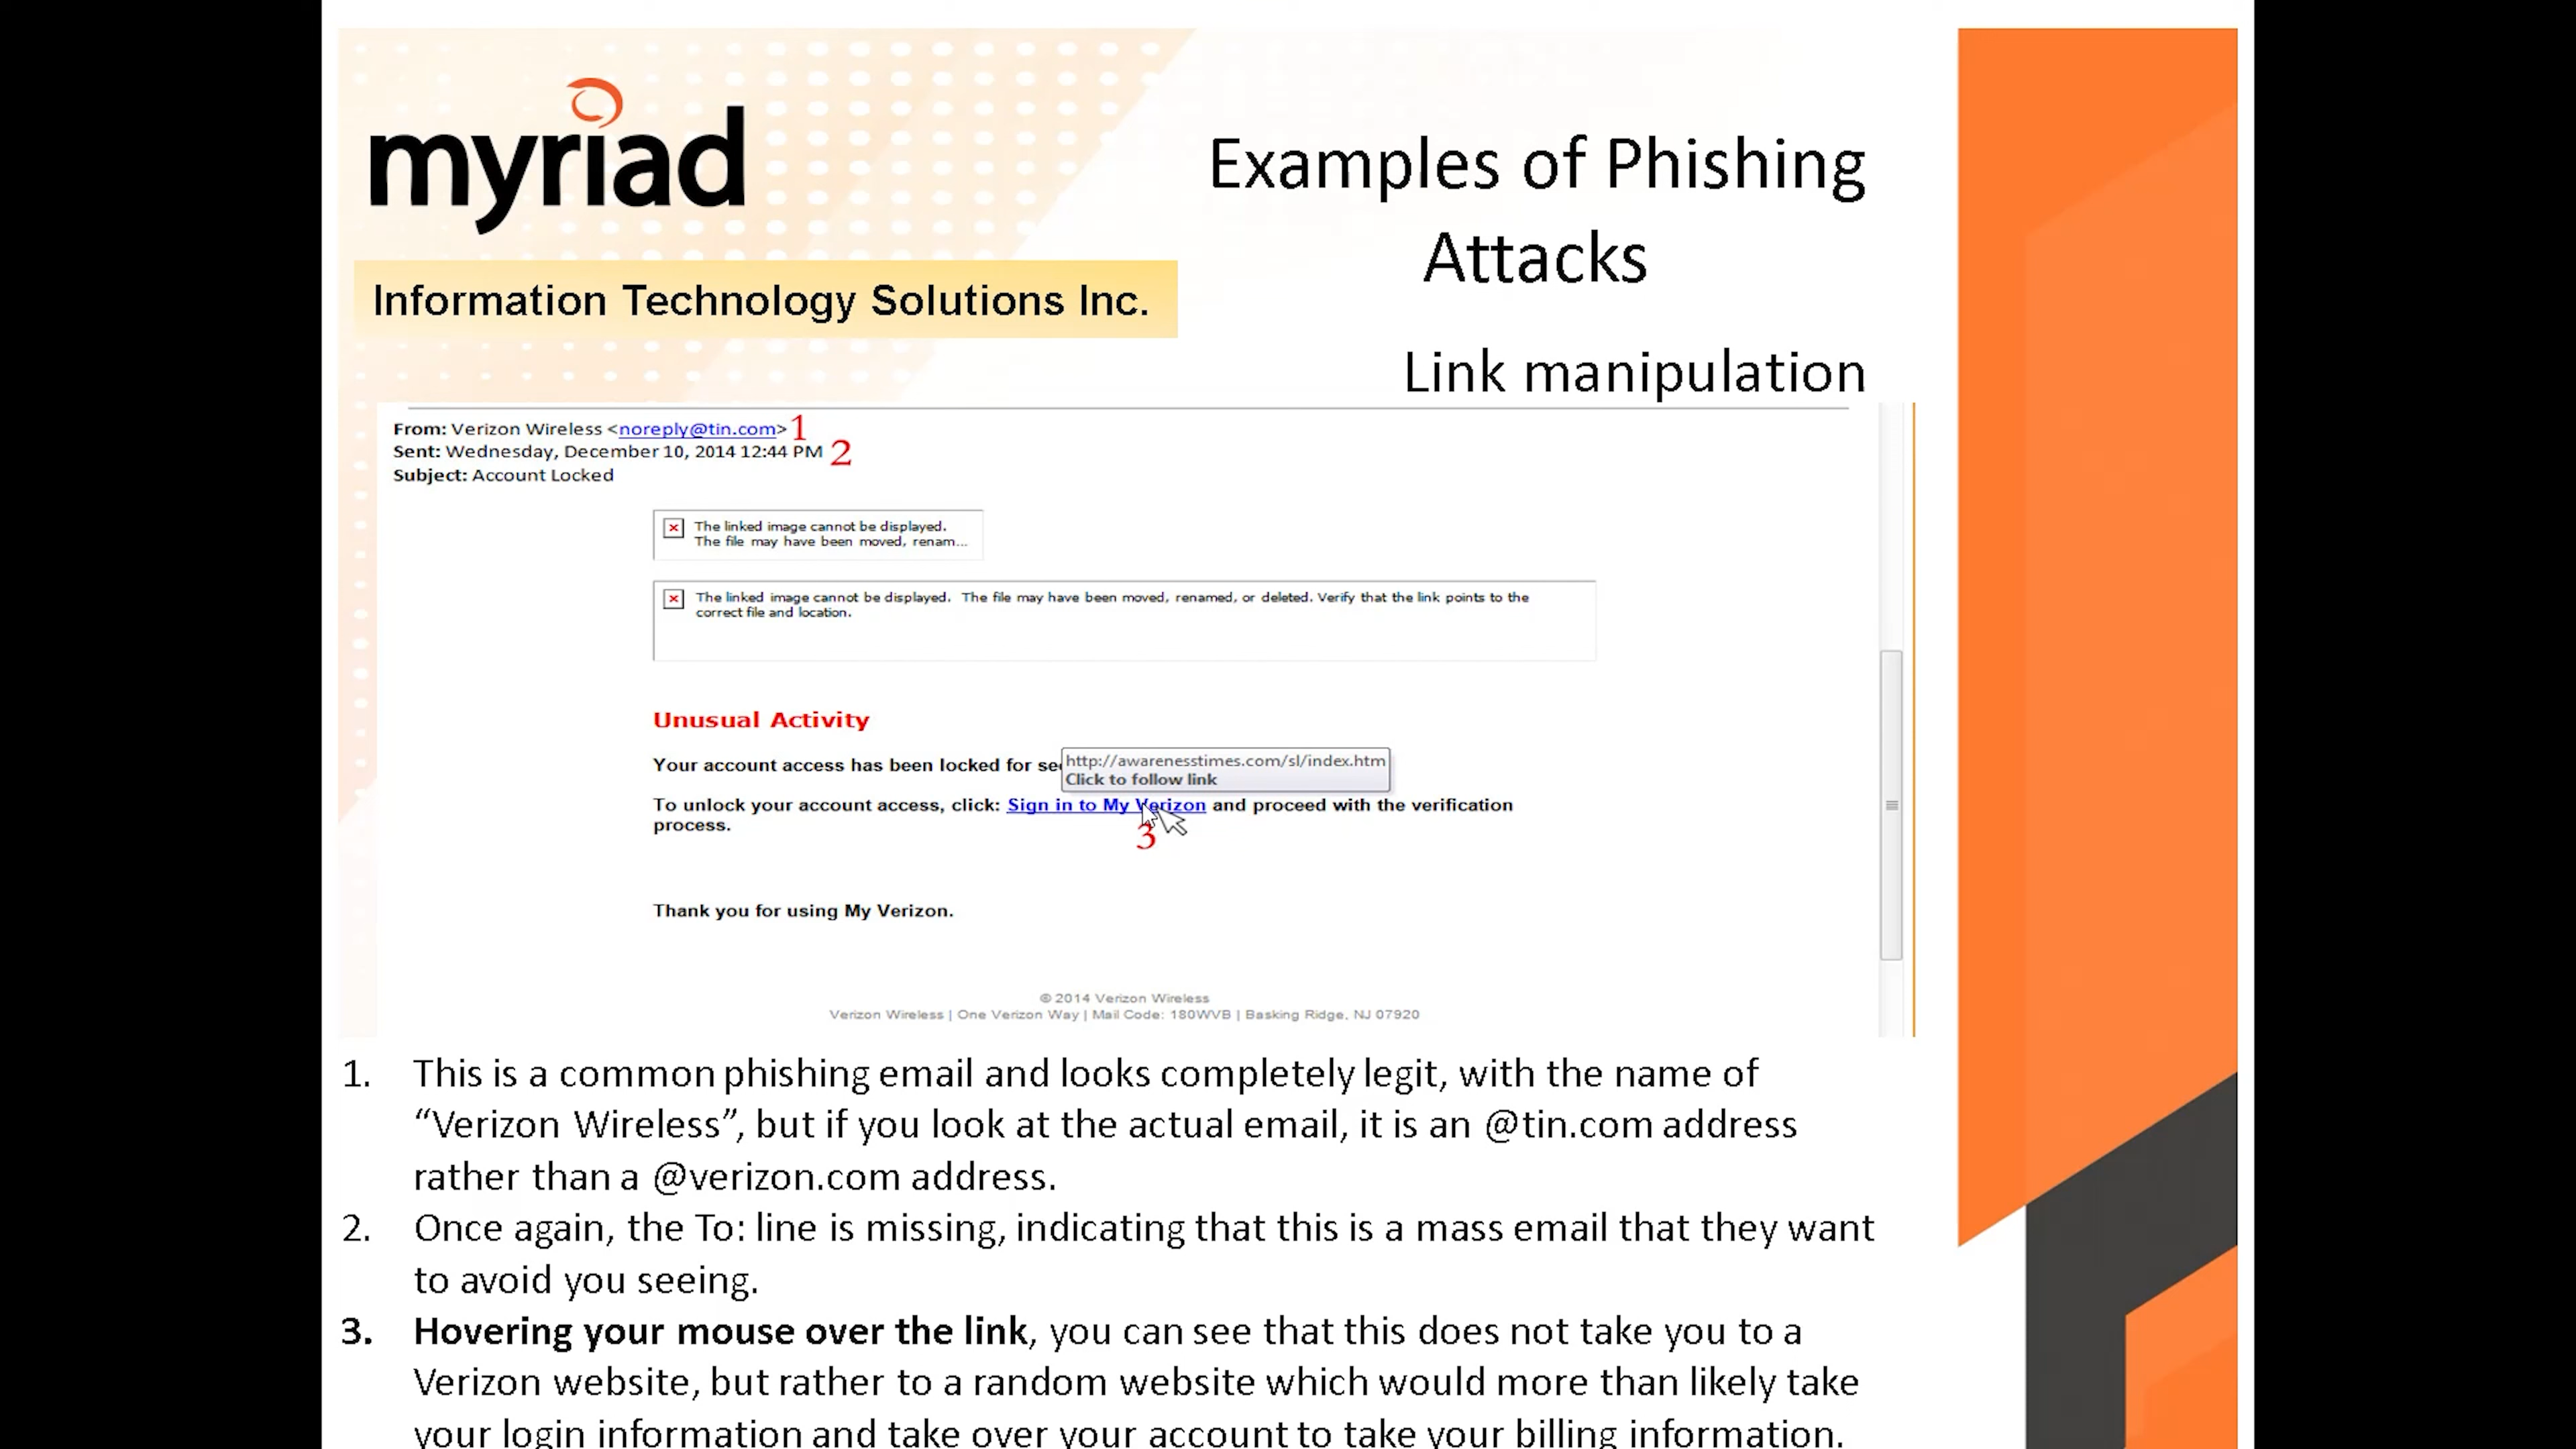 myriad
Information Technology Solutions Inc.
Examples of Phishing
Attacks
Link manipulation
From: Verizon Wireless <noreply@tin.com> 1
Sent: Wednesday, December 10, 2014 12:44 PM 2
Subject: Account Locked
The linked image cannot be displayed.
The file may have been moved, renam...
The linked image cannot be displayed. The file may have been moved, renamed, or deleted. Verify that the link points to the
correct file and location.
Unusual Activity
Your account access has been locked for
http://awarenesstimes.com/sl/index.htm
Click to follow link
To unlock your account access, click: Sign in to My Verizon and proceed with the verification
process.
3
Thank you for using My Verizon.
© 2014 Verizon Wireless
Verizon Wireless | One Verizon Way | Mail Code: 180WVB | Basking Ridge, NJ 07920
1. This is a common phishing email and looks completely legit, with the name of
“Verizon Wireless”, but if you look at the actual email, it is an @tin.com address
rather than a @verizon.com address.
2. Once again, the To: line is missing, indicating that this is a mass email that they want
to avoid you seeing.
3. Hovering your mouse over the link, you can see that this does not take you to a
Verizon website, but rather to a random website which would more than likely take
your login information and take over your account to take your billing information.